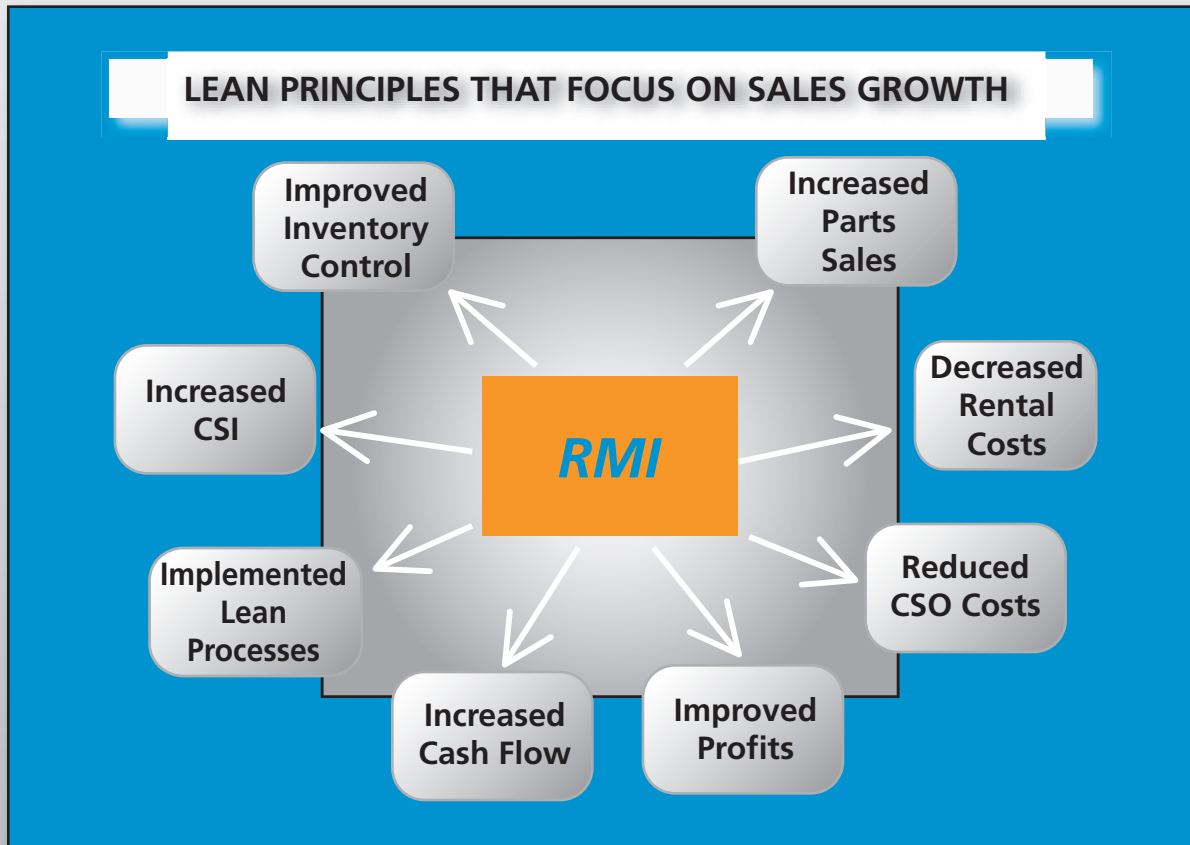 LEAN PRINCIPLES THAT FOCUS ON SALES GROWTH
Improved
Inventory
Control
Increased
Parts
Sales
Increased
CSI
Decreased
Rental
Costs
RMI
Implemented
Lean
Processes
Reduced
CSO Costs
Increased
Cash Flow
Improved
Profits